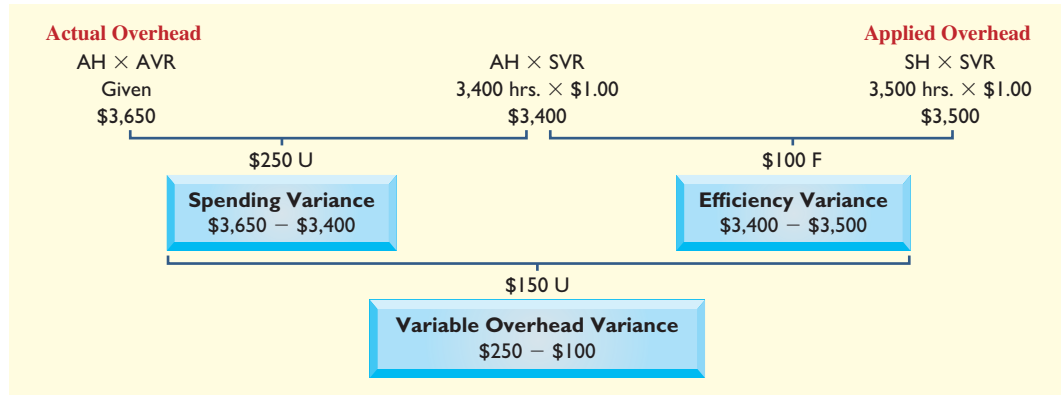 Actual Overhead Applied Overhead
AH × AVR AH × SVR SH × SVR
Given 3,400 hrs. × $1.00 3,500 hrs. × $1.00
$3,650 $3,400 $3,500
$250 U $100 F
Spending Variance Efficiency Variance
$3,650 − $3,400 $3,400 − $3,500
$150 U
Variable Overhead Variance
$250 − $100